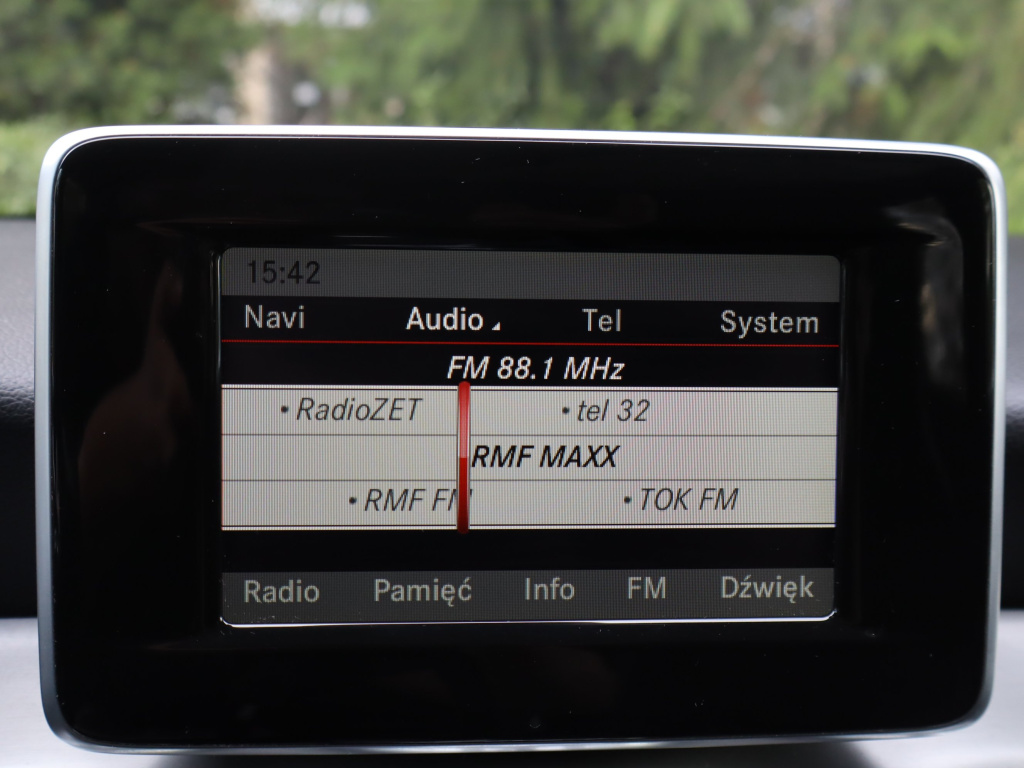 15:42
Navi Audio Tel System
FM 88.1 MHz
• RadioZET • tel 32
RMF MAXX
• RMF FM • TOK FM
Radio Pamięć Info FM Dźwięk